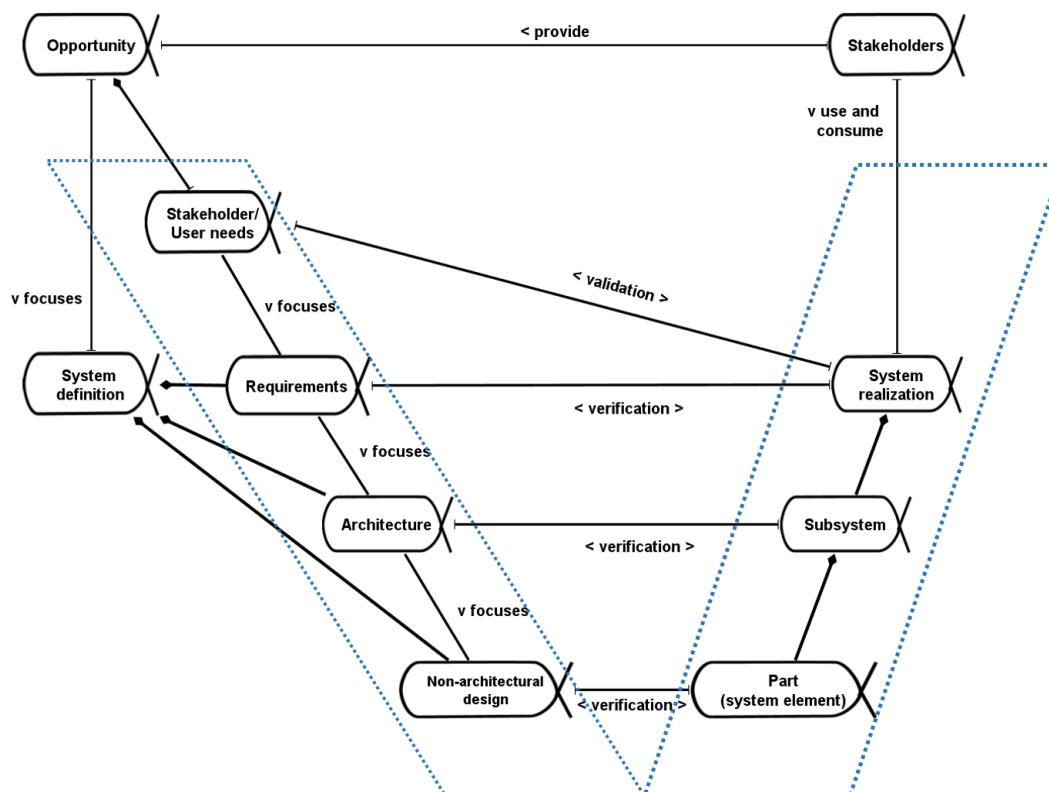 Opportunity
< provide
Stakeholders
v use and
consume
Stakeholder/
User needs
< validation >
v focuses
v focuses
System
definition
Requirements
System
realization
< verification >
v focuses
Architecture
Subsystem
< verification >
v focuses
Non-architectural
design
Part
(system element)
< verification >